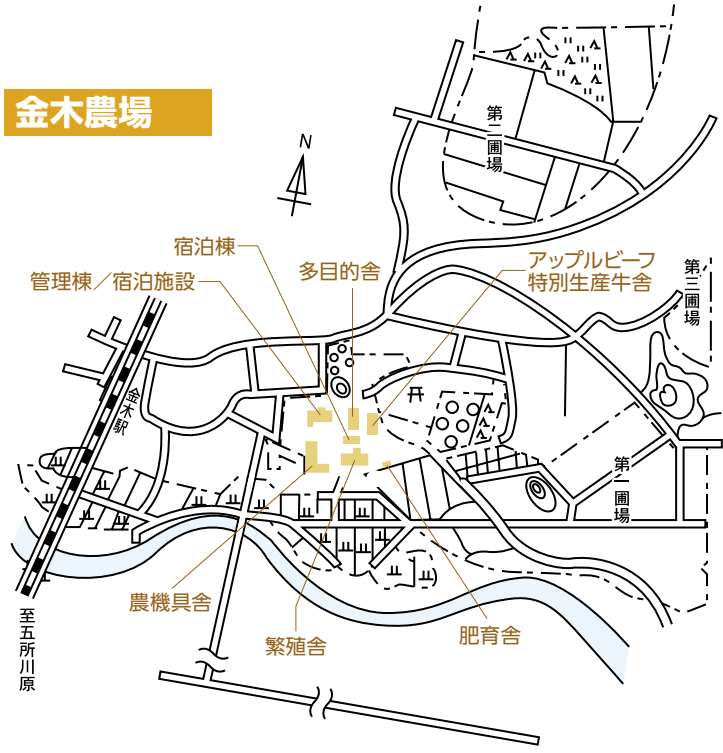 金木農場
N
第二圃場
宿泊棟
管理棟／宿泊施設
多目的舎
アップルビーフ
特別生産牛舎
第三圃場
金木駅
第一圃場
農機具舎
繁殖舎
肥育舎
至五所川原